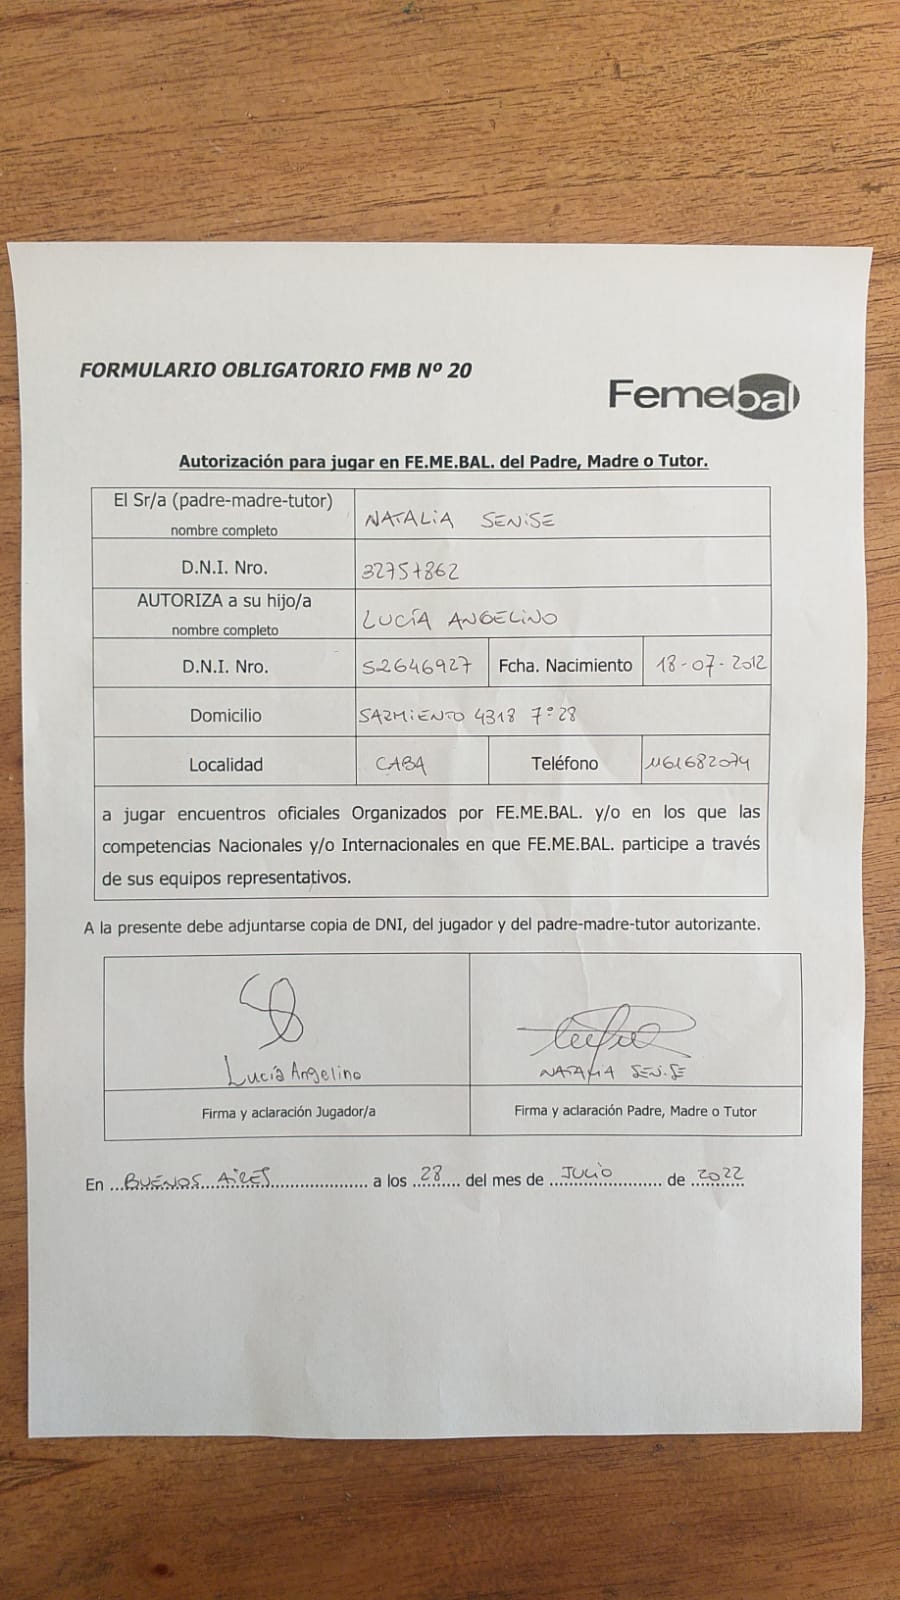 FORMULARIO OBLIGATORIO FMB Nº 20
Femebal
Autorización para jugar en FE.ME.BAL. del Padre, Madre o Tutor.
El Sr/a (padre-madre-tutor)
nombre completo
NATALIA SENISE
D.N.I. Nro.
32757862
AUTORIZA a su hijo/a
nombre completo
LUCÍA ANGELINO
D.N.I. Nro. 52646927 Fcha. Nacimiento 18-07-2012
Domicilio SARMIENTO 4318 7º 28
Localidad CABA Teléfono 1161682074
a jugar encuentros oficiales Organizados por FE.ME.BAL. y/o en los que las
competencias Nacionales y/o Internacionales en que FE.ME.BAL. participe a través
de sus equipos representativos.
A la presente debe adjuntarse copia de DNI, del jugador y del padre-madre-tutor autorizante.
Lucía Angelino
NATALIA SENISE
Firma y aclaración Jugador/a
Firma y aclaración Padre, Madre o Tutor
En ...BUENOS AIRES................... a los ..28..... del mes de ..JULIO............ de ..2022